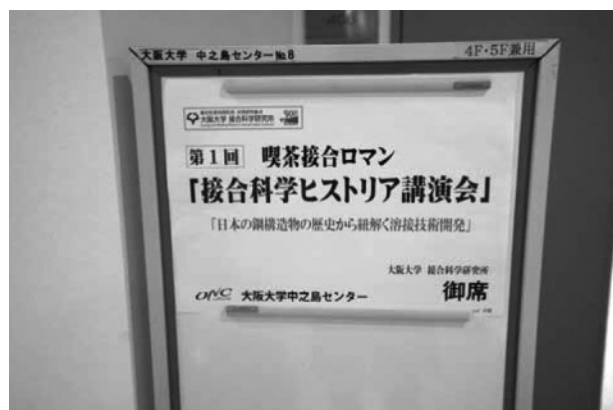 大阪大学 中之島センターNo.8
4F・5F兼用
大阪大学 接合科学研究所
第1回 喫茶接合ロマン
「接合科学ヒストリア講演会」
「日本の鋼構造物の歴史から紐解く溶接技術開発」
大阪大学 接合科学研究所
御席
大阪大学中之島センター